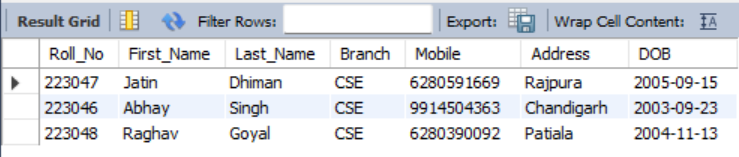 Result Grid Filter Rows: Export: Wrap Cell Content: IA
Roll_No First_Name Last_Name Branch Mobile Address DOB
223047 Jatin Dhiman CSE 6280591669 Rajpura 2005-09-15
223046 Abhay Singh CSE 9914504363 Chandigarh 2003-09-23
223048 Raghav Goyal CSE 6280390092 Patiala 2004-11-13